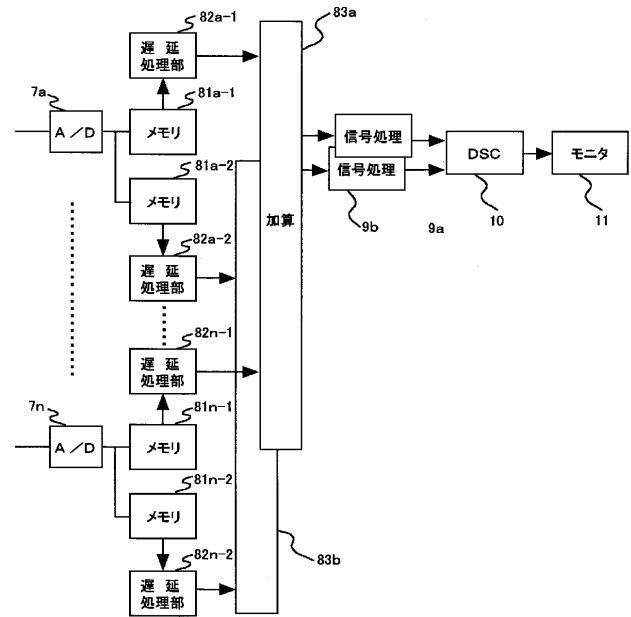 82a-1
83a
遅 延
処理部
7a
81a-1
A/D
メモリ
81a-2
信号処理
信号処理
DSC
モニタ
メモリ
9b
9a
10
11
加算
82a-2
遅 延
処理部
82n-1
遅 延
処理部
7n
81n-1
A/D
メモリ
81n-2
メモリ
82n-2
83b
遅 延
処理部